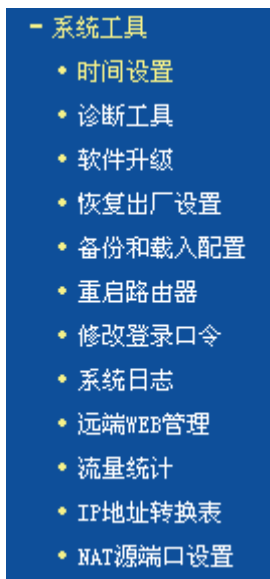 - 系统工具
• 时间设置
• 诊断工具
• 软件升级
• 恢复出厂设置
• 备份和载入配置
• 重启路由器
• 修改登录口令
• 系统日志
• 远端WEB管理
• 流量统计
• IP地址转换表
• NAT源端口设置